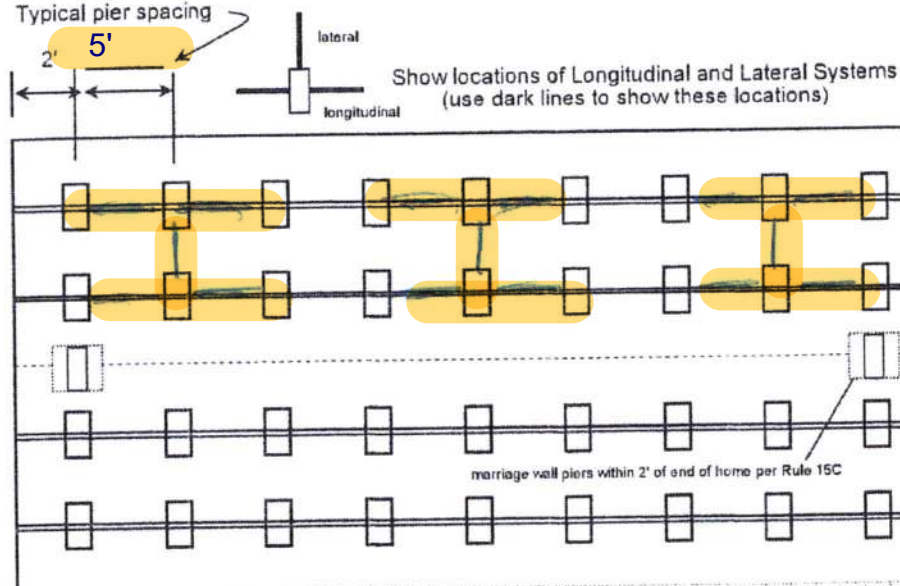 Typical pier spacing
2'
5'
lateral
longitudinal
Show locations of Longitudinal and Lateral Systems
(use dark lines to show these locations)
marriage wall piers within 2' of end of home per Rule 15C